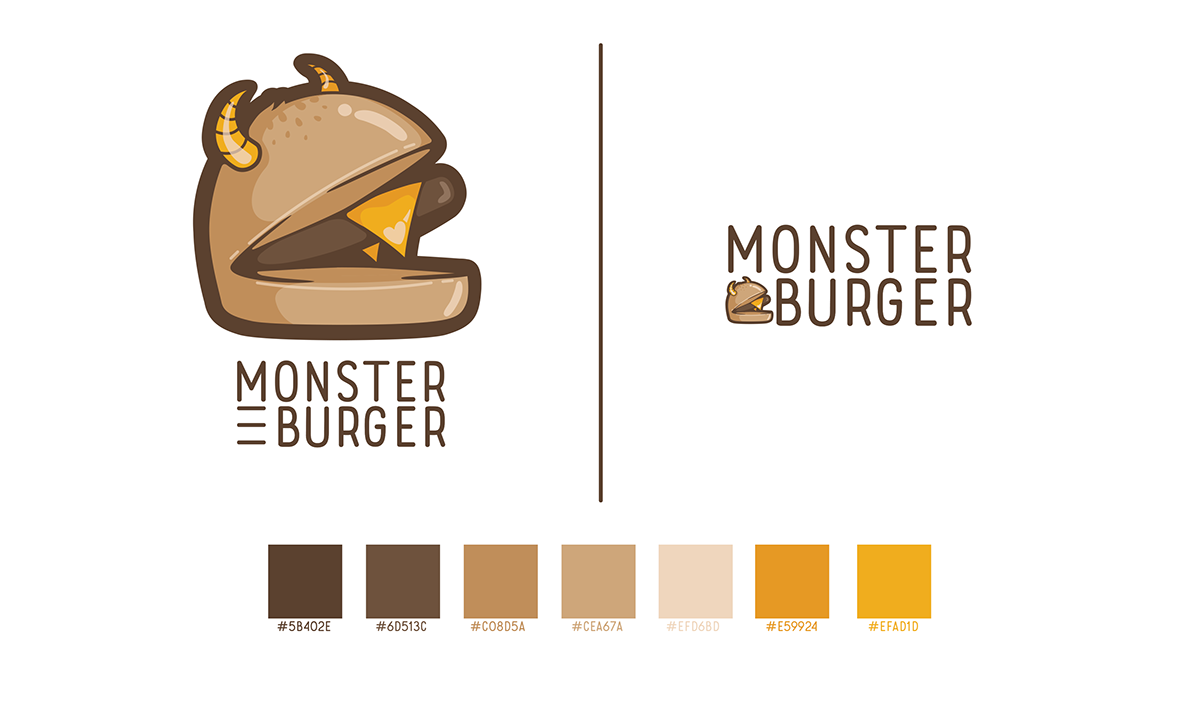 MONSTER
BURGER
MONSTER
BURGER
#5B402E
#6D513C
#C08D5A
#CEA67A
#EFD6BD
#E59924
#EFAD1D